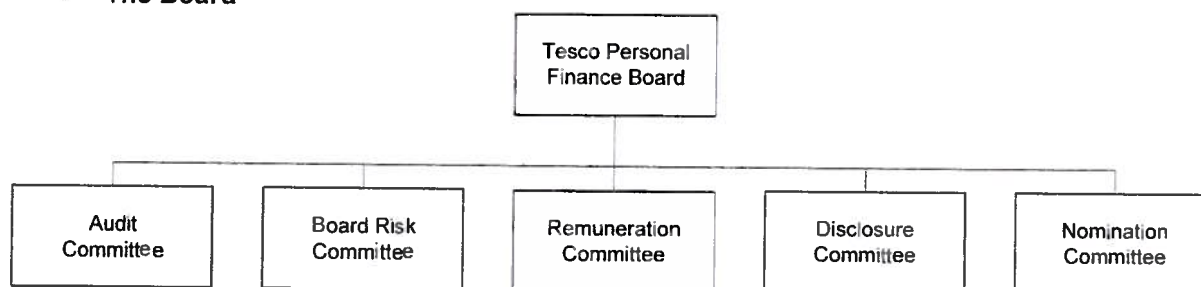 The Board
Tesco Personal
Finance Board
Audit
Committee
Board Risk
Committee
Remuneration
Committee
Disclosure
Committee
Nomination
Committee